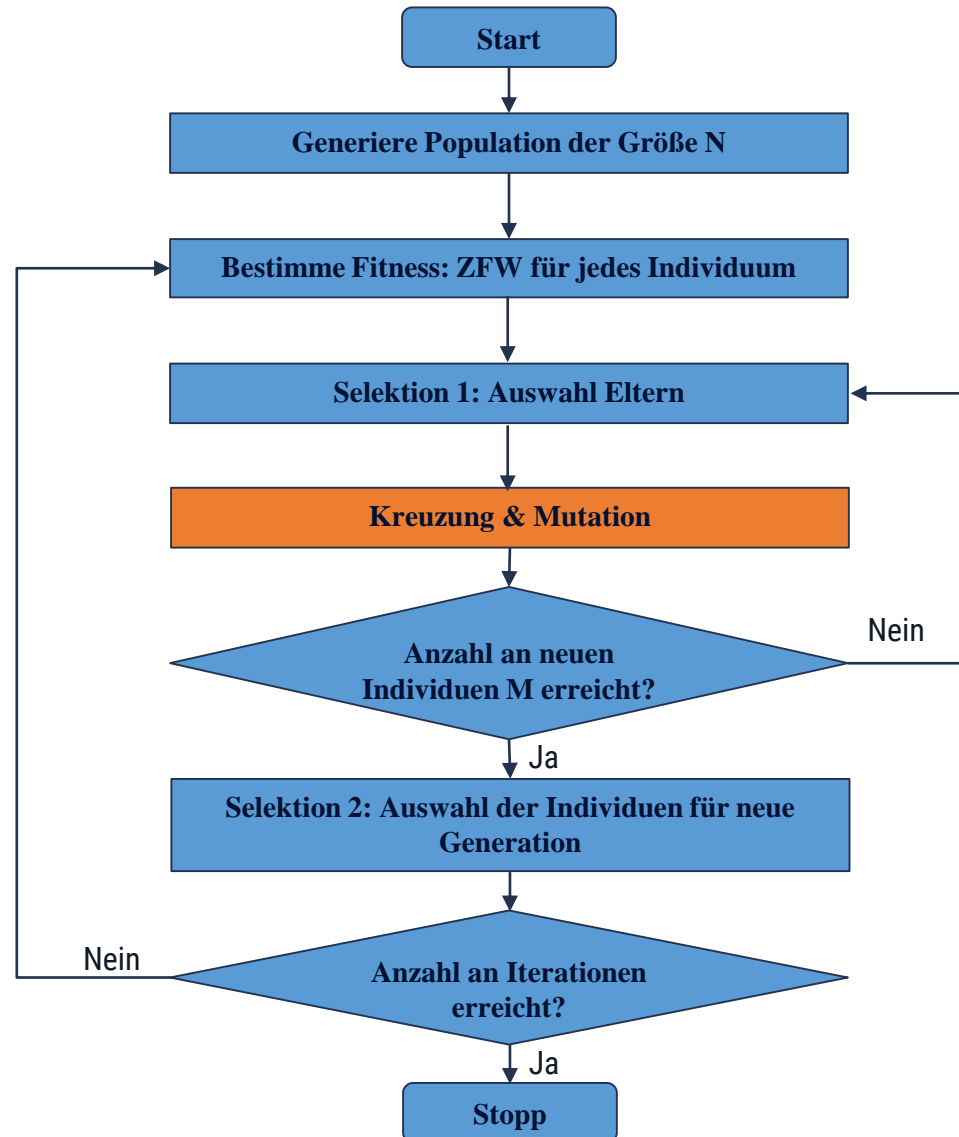 Start
Generiere Population der Größe N
Bestimme Fitness: ZFW für jedes Individuum
Selektion 1: Auswahl Eltern
Kreuzung & Mutation
Anzahl an neuen
Individuen M erreicht?
Nein
Ja
Selektion 2: Auswahl der Individuen für neue
Generation
Nein
Anzahl an Iterationen
erreicht?
Ja
Stopp